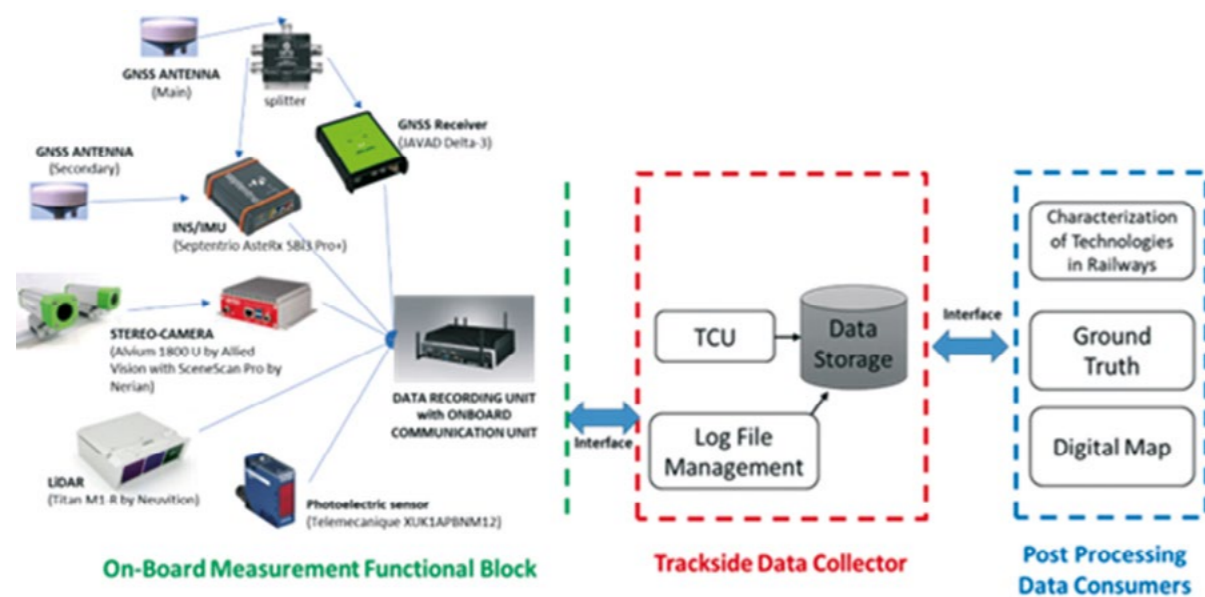 GNSS ANTENNA
(Main)
splitter
GNSS Receiver
(JAVAD Delta-3)
GNSS ANTENNA
(Secondary)
INS/IMU
(Septentrio AsteRx SBi3 Pro+)
STEREO-CAMERA
(Alvium 1800 U by Allied
Vision with SceneScan Pro by
Nerian)
DATA RECORDING UNIT
with ONBOARD
COMMUNICATION UNIT
LiDAR
(Titan M1-R by Neuvition)
Photoelectric sensor
(Telemecanique XUK1APBNM12)
On-Board Measurement Functional Block
Interface
TCU
Data
Storage
Log File
Management
Trackside Data Collector
Interface
Characterization
of Technologies
in Railways
Ground
Truth
Digital Map
Post Processing
Data Consumers